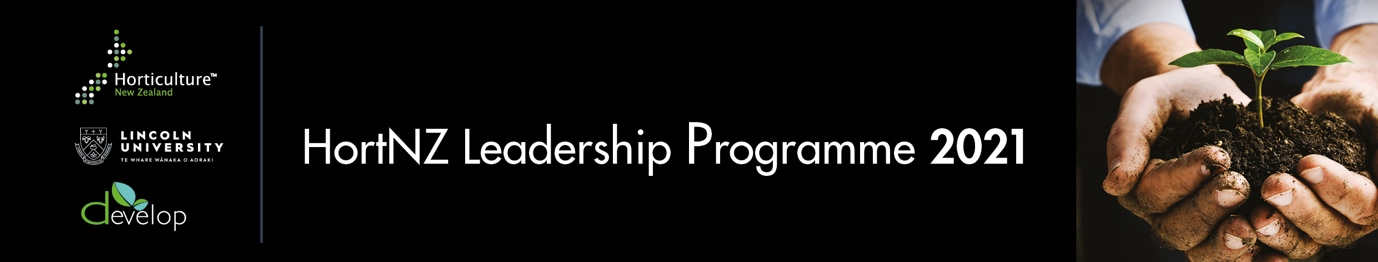 Horticulture™
New Zealand
LINCOLN
UNIVERSITY
TE WHARE WĀNAKA O AORAKI
develop
HortNZ Leadership Programme 2021